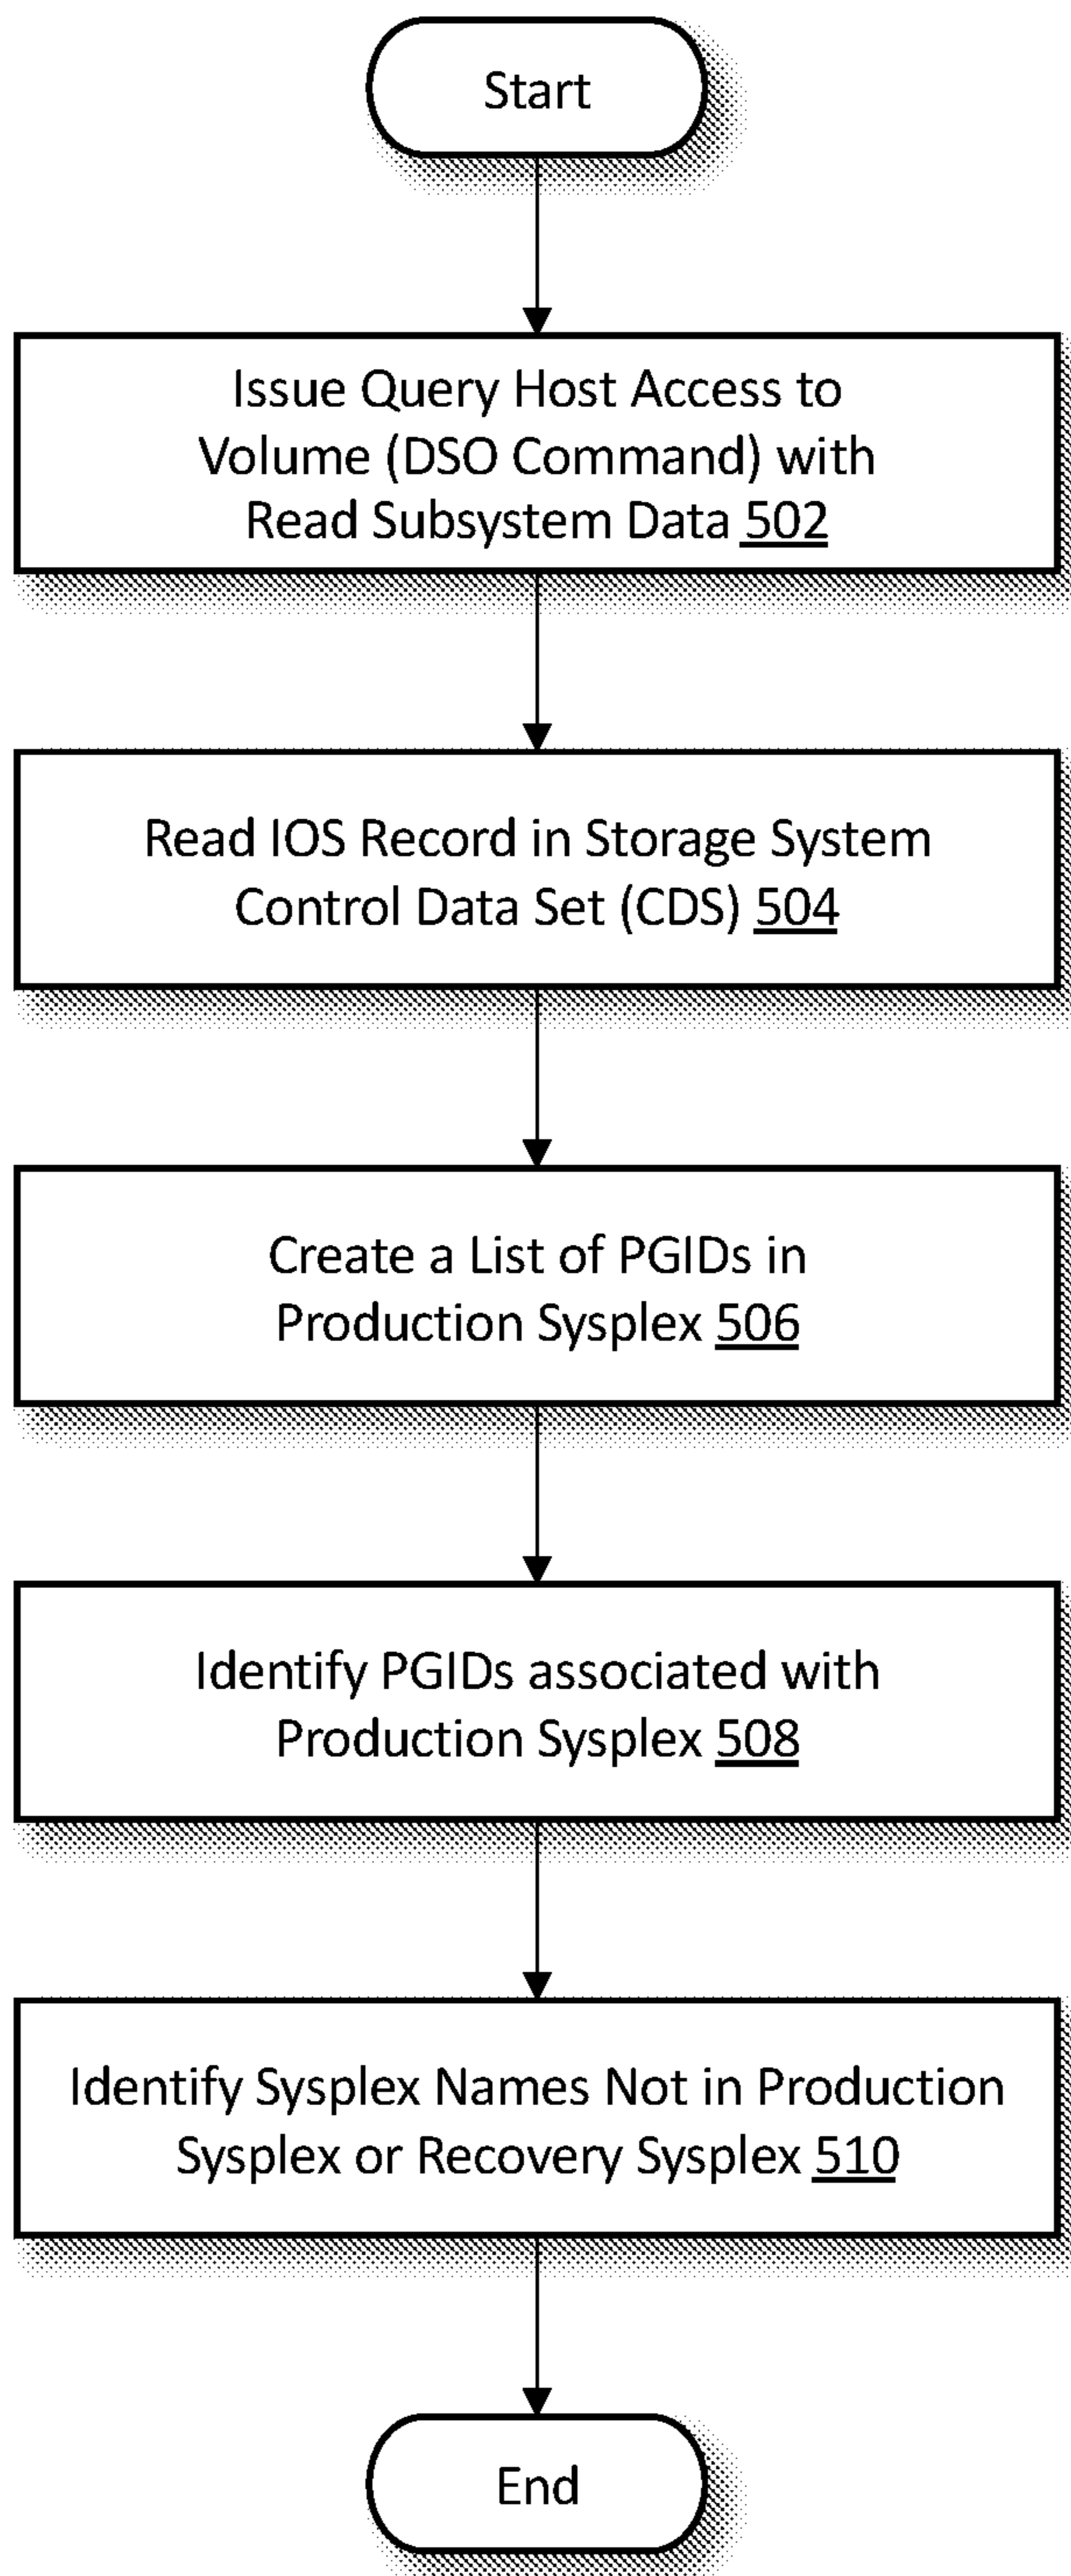 Start
Issue Query Host Access to
Volume (DSO Command) with
Read Subsystem Data 502
Read IOS Record in Storage System
Control Data Set (CDS) 504
Create a List of PGIDs in
Production Sysplex 506
Identify PGIDs associated with
Production Sysplex 508
Identify Sysplex Names Not in Production
Sysplex or Recovery Sysplex 510
End